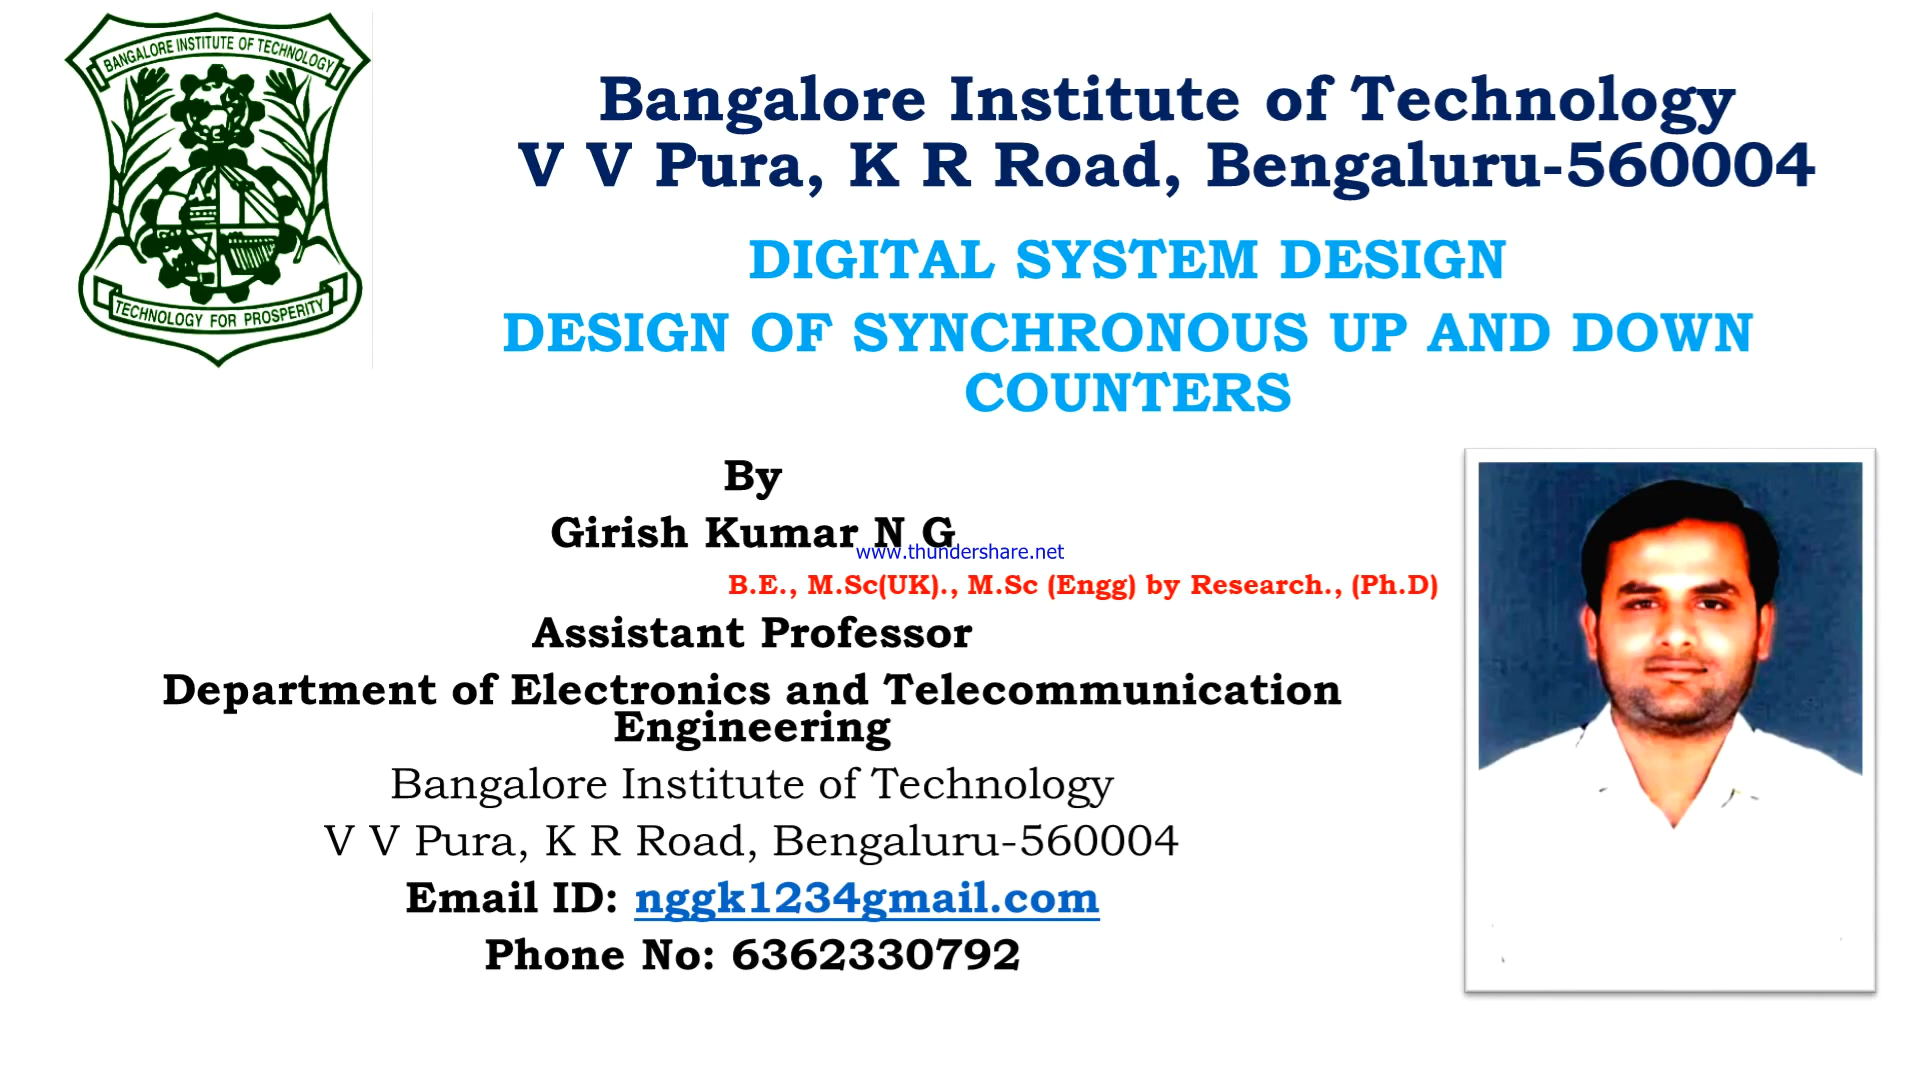 BANGALORE INSTITUTE OF TECHNOLOGY
TECHNOLOGY FOR PROSPERITY
Bangalore Institute of Technology
V V Pura, K R Road, Bengaluru-560004
DIGITAL SYSTEM DESIGN
DESIGN OF SYNCHRONOUS UP AND DOWN
COUNTERS
By
Girish Kumar N G
www.thundershare.net
B.E., M.Sc(UK)., M.Sc (Engg) by Research., (Ph.D)
Assistant Professor
Department of Electronics and Telecommunication
Engineering
Bangalore Institute of Technology
V V Pura, K R Road, Bengaluru-560004
Email ID: nggk1234gmail.com
Phone No: 6362330792